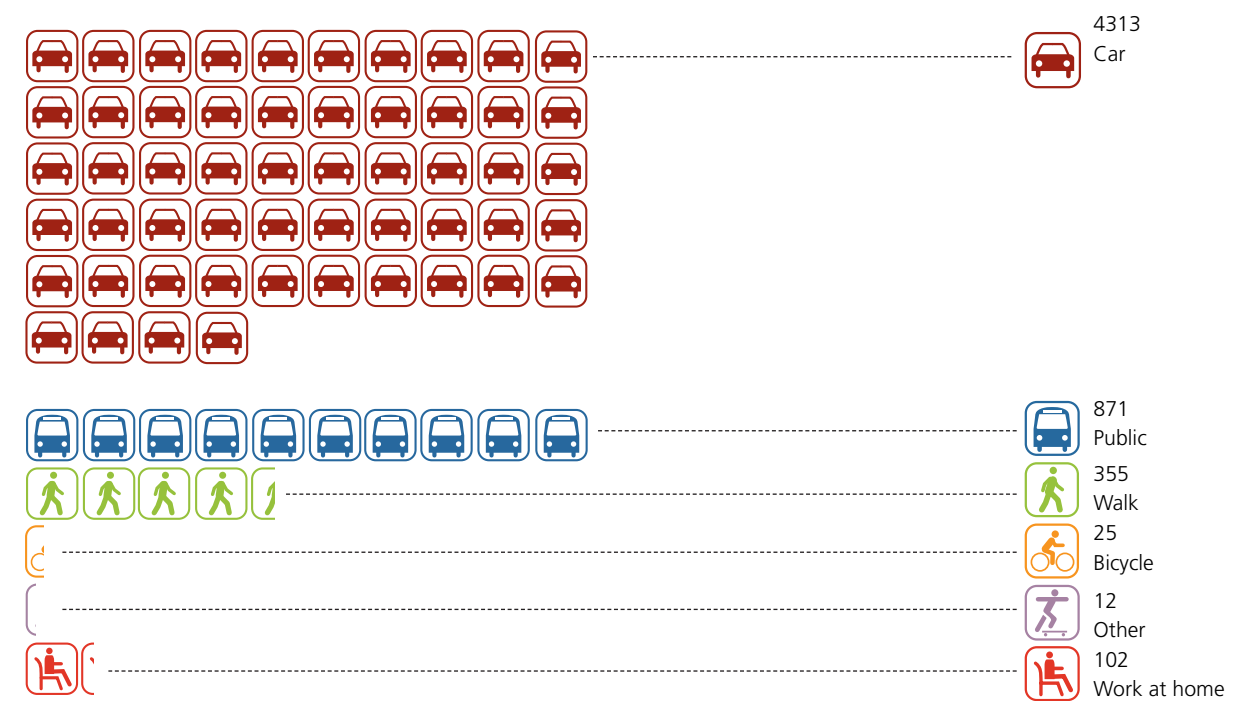 4313
Car
871
Public
355
Walk
25
Bicycle
12
Other
102
Work at home